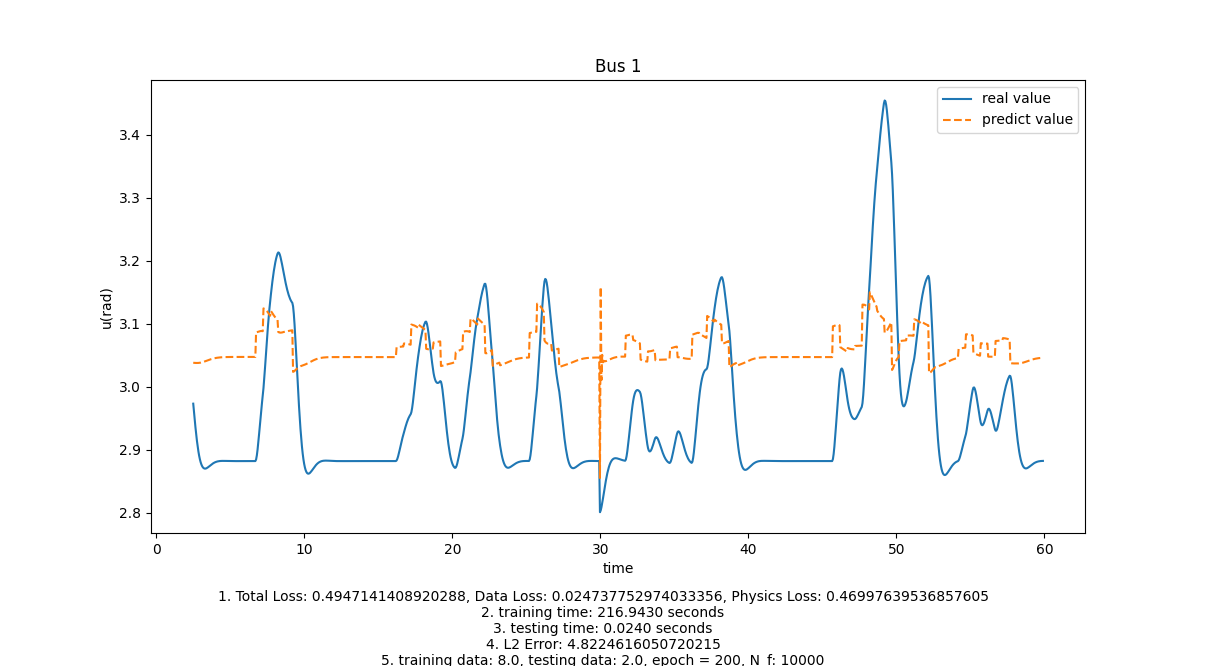 Bus 1
real value
predict value
3.4
3.3
3.2
3.1
3.0
2.9
2.8
u(rad)
0 10 20 30 40 50 60
time
1. Total Loss: 0.4947141408920288, Data Loss: 0.024737752974033356, Physics Loss: 0.46997639536857605
2. training time: 216.9430 seconds
3. testing time: 0.0240 seconds
4. L2 Error: 4.8224616050720215
5. training data: 8.0, testing data: 2.0, epoch = 200, N_f: 10000